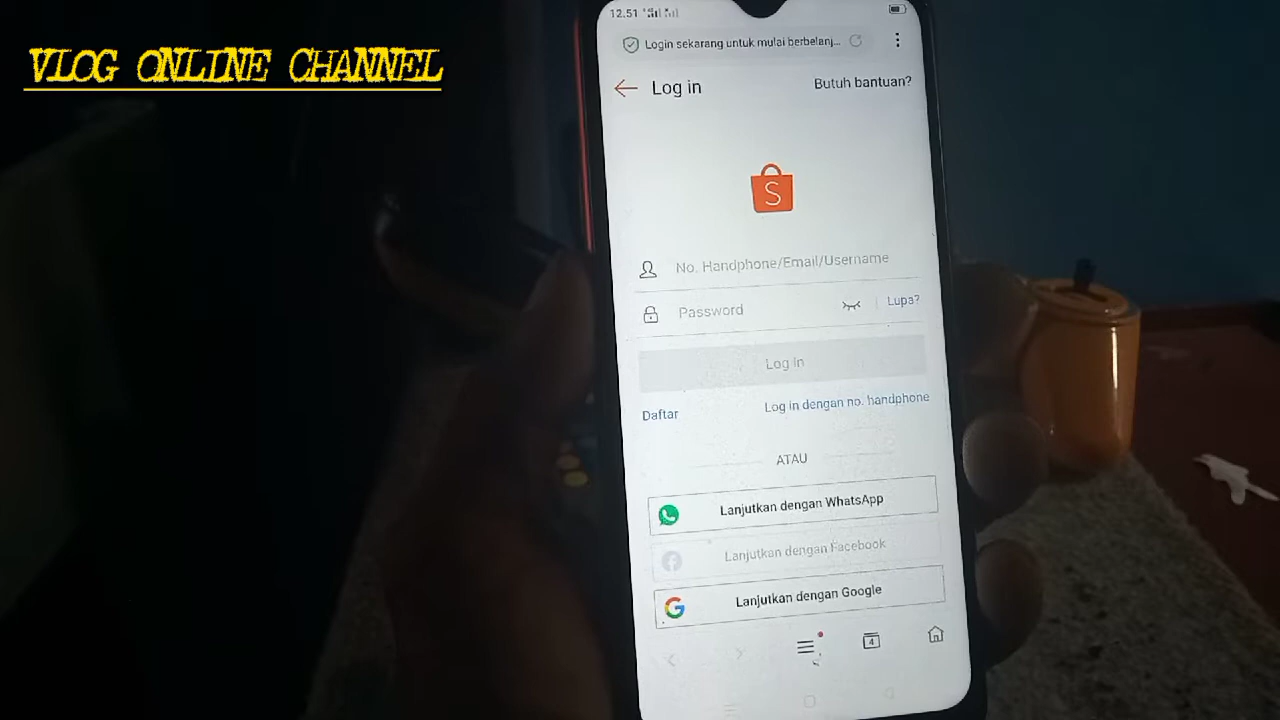 VLOG ONLINE CHANNEL
12.51
Login sekarang untuk mulai berbelanj...
Log in
Butuh bantuan?
S
No. Handphone/Email/Username
Password
Lupa?
Log in
Daftar
Log in dengan no. handphone
ATAU
Lanjutkan dengan WhatsApp
Lanjutkan dengan Facebook
Lanjutkan dengan Google
4